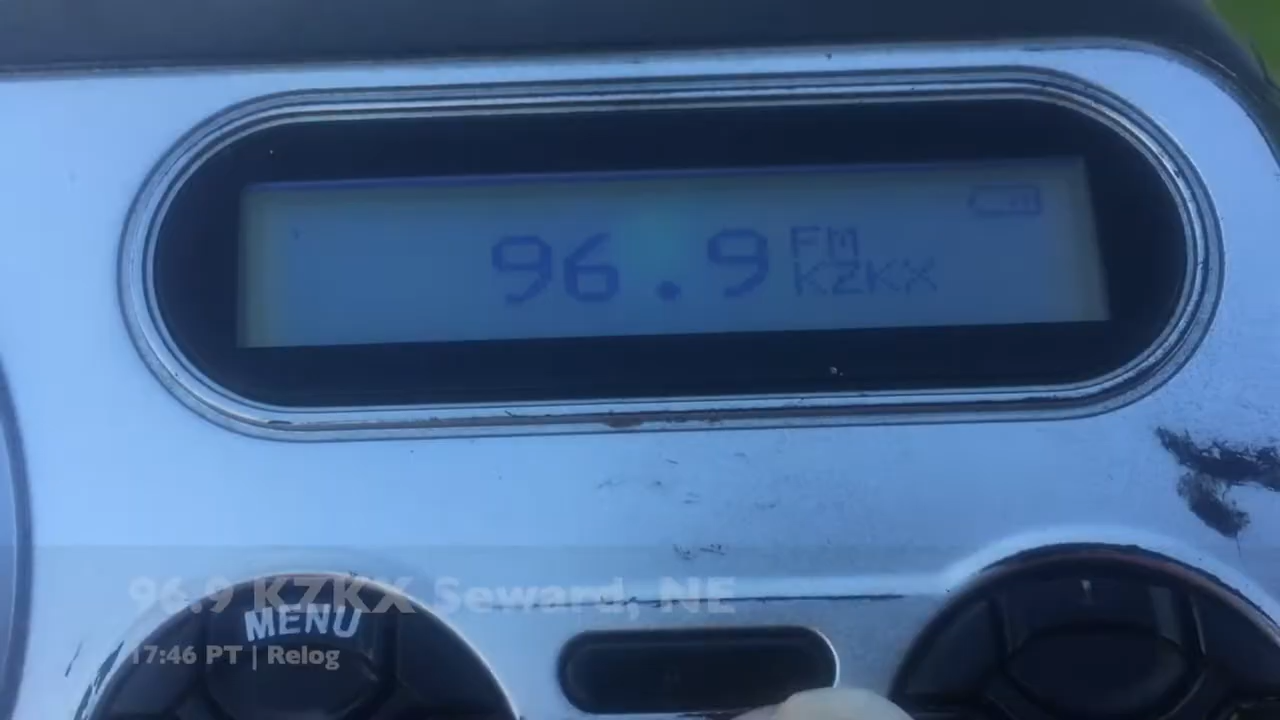 96.9 FM
KZKX
96.9 KZKX Seward, NE
MENU
17:46 PT | Relog